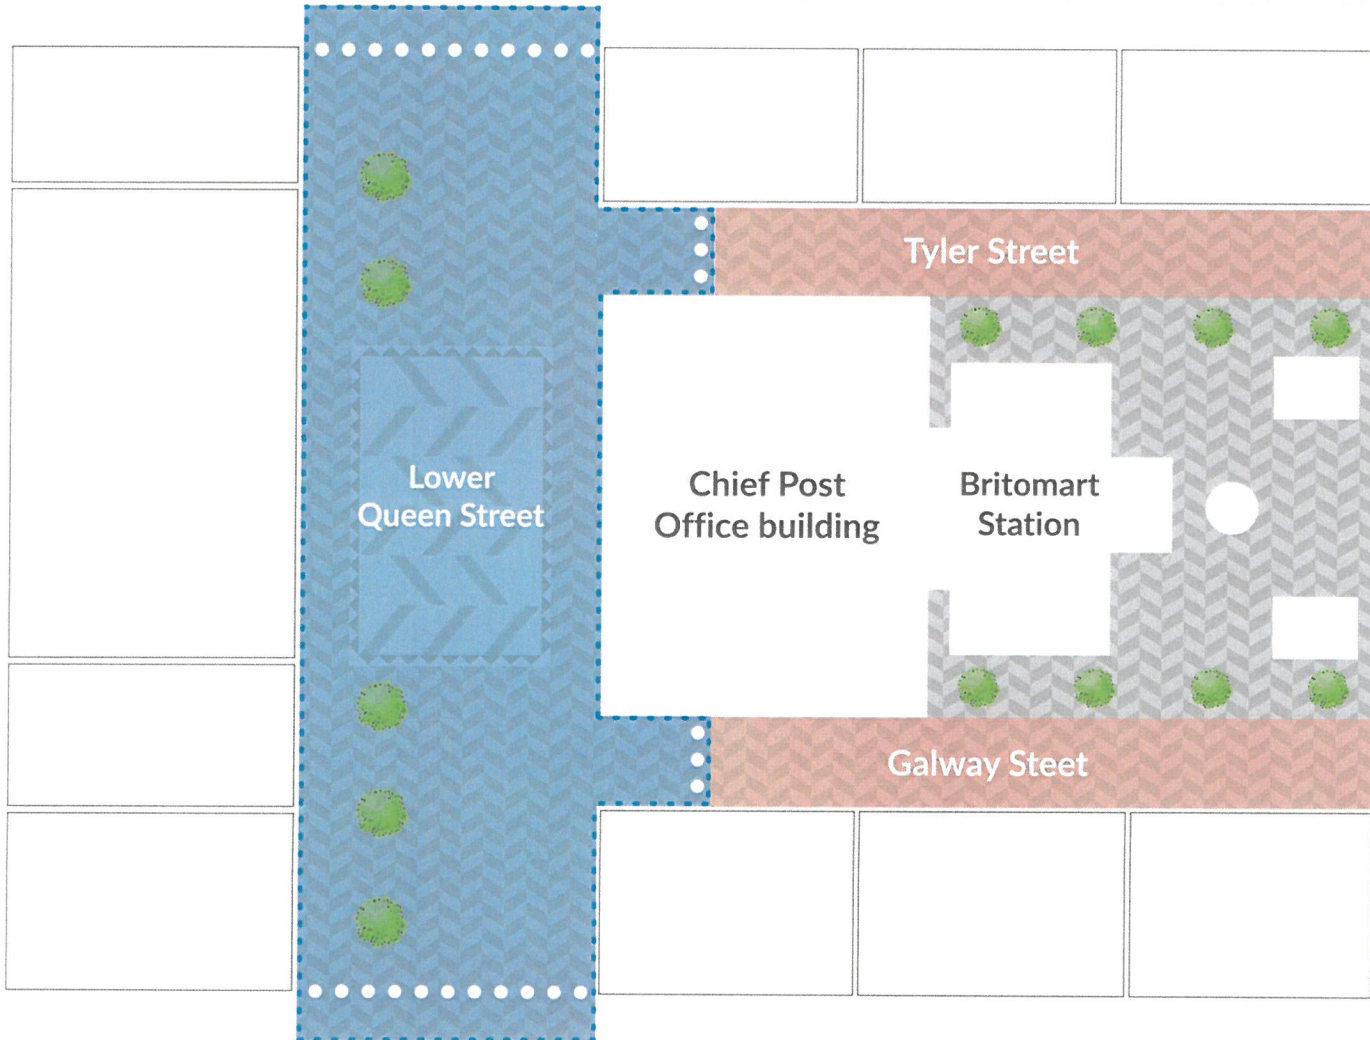 Tyler Street
Lower
Queen Street
Chief Post
Office building
Britomart
Station
Galway Steet